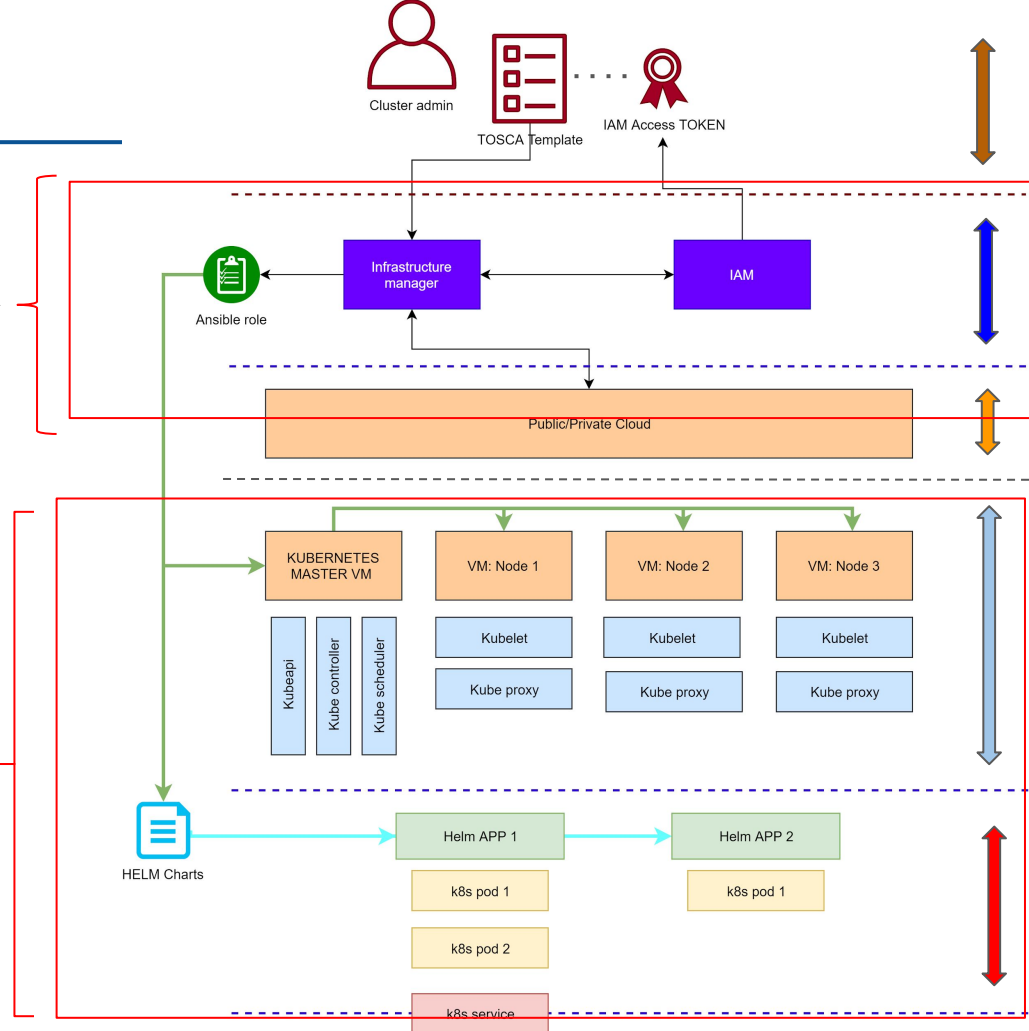 Cluster admin
TOSCA Template
IAM Access TOKEN
Infrastructure
manager
IAM
Ansible role
Public/Private Cloud
KUBERNETES
MASTER VM
VM: Node 1
VM: Node 2
VM: Node 3
Kubeapi
Kube controller
Kube scheduler
Kubelet
Kubelet
Kubelet
Kube proxy
Kube proxy
Kube proxy
HELM Charts
Helm APP 1
Helm APP 2
k8s pod 1
k8s pod 1
k8s pod 2
k8s service